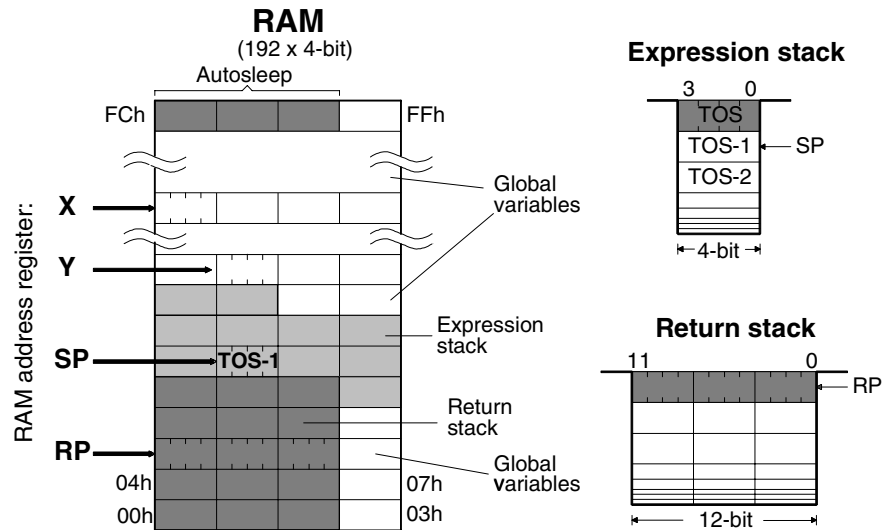 RAM
(192 x 4-bit)
Autosleep
FCh
FFh
RAM address register:
X
Y
SP
TOS-1
RP
04h
00h
07h
03h
Global
variables
Expression
stack
Return
stack
Global
variables
Expression stack
3 0
TOS
TOS-1
SP
TOS-2
4-bit
Return stack
11 0
RP
12-bit